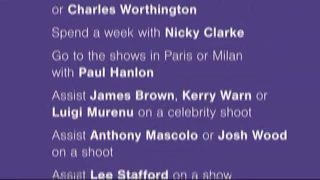 or Charles Worthington
Spend a week with Nicky Clarke
Go to the shows in Paris or Milan
with Paul Hanlon
Assist James Brown, Kerry Warn or
Luigi Murenu on a celebrity shoot
Assist Anthony Mascolo or Josh Wood
on a shoot
Assist Lee Stafford on a show